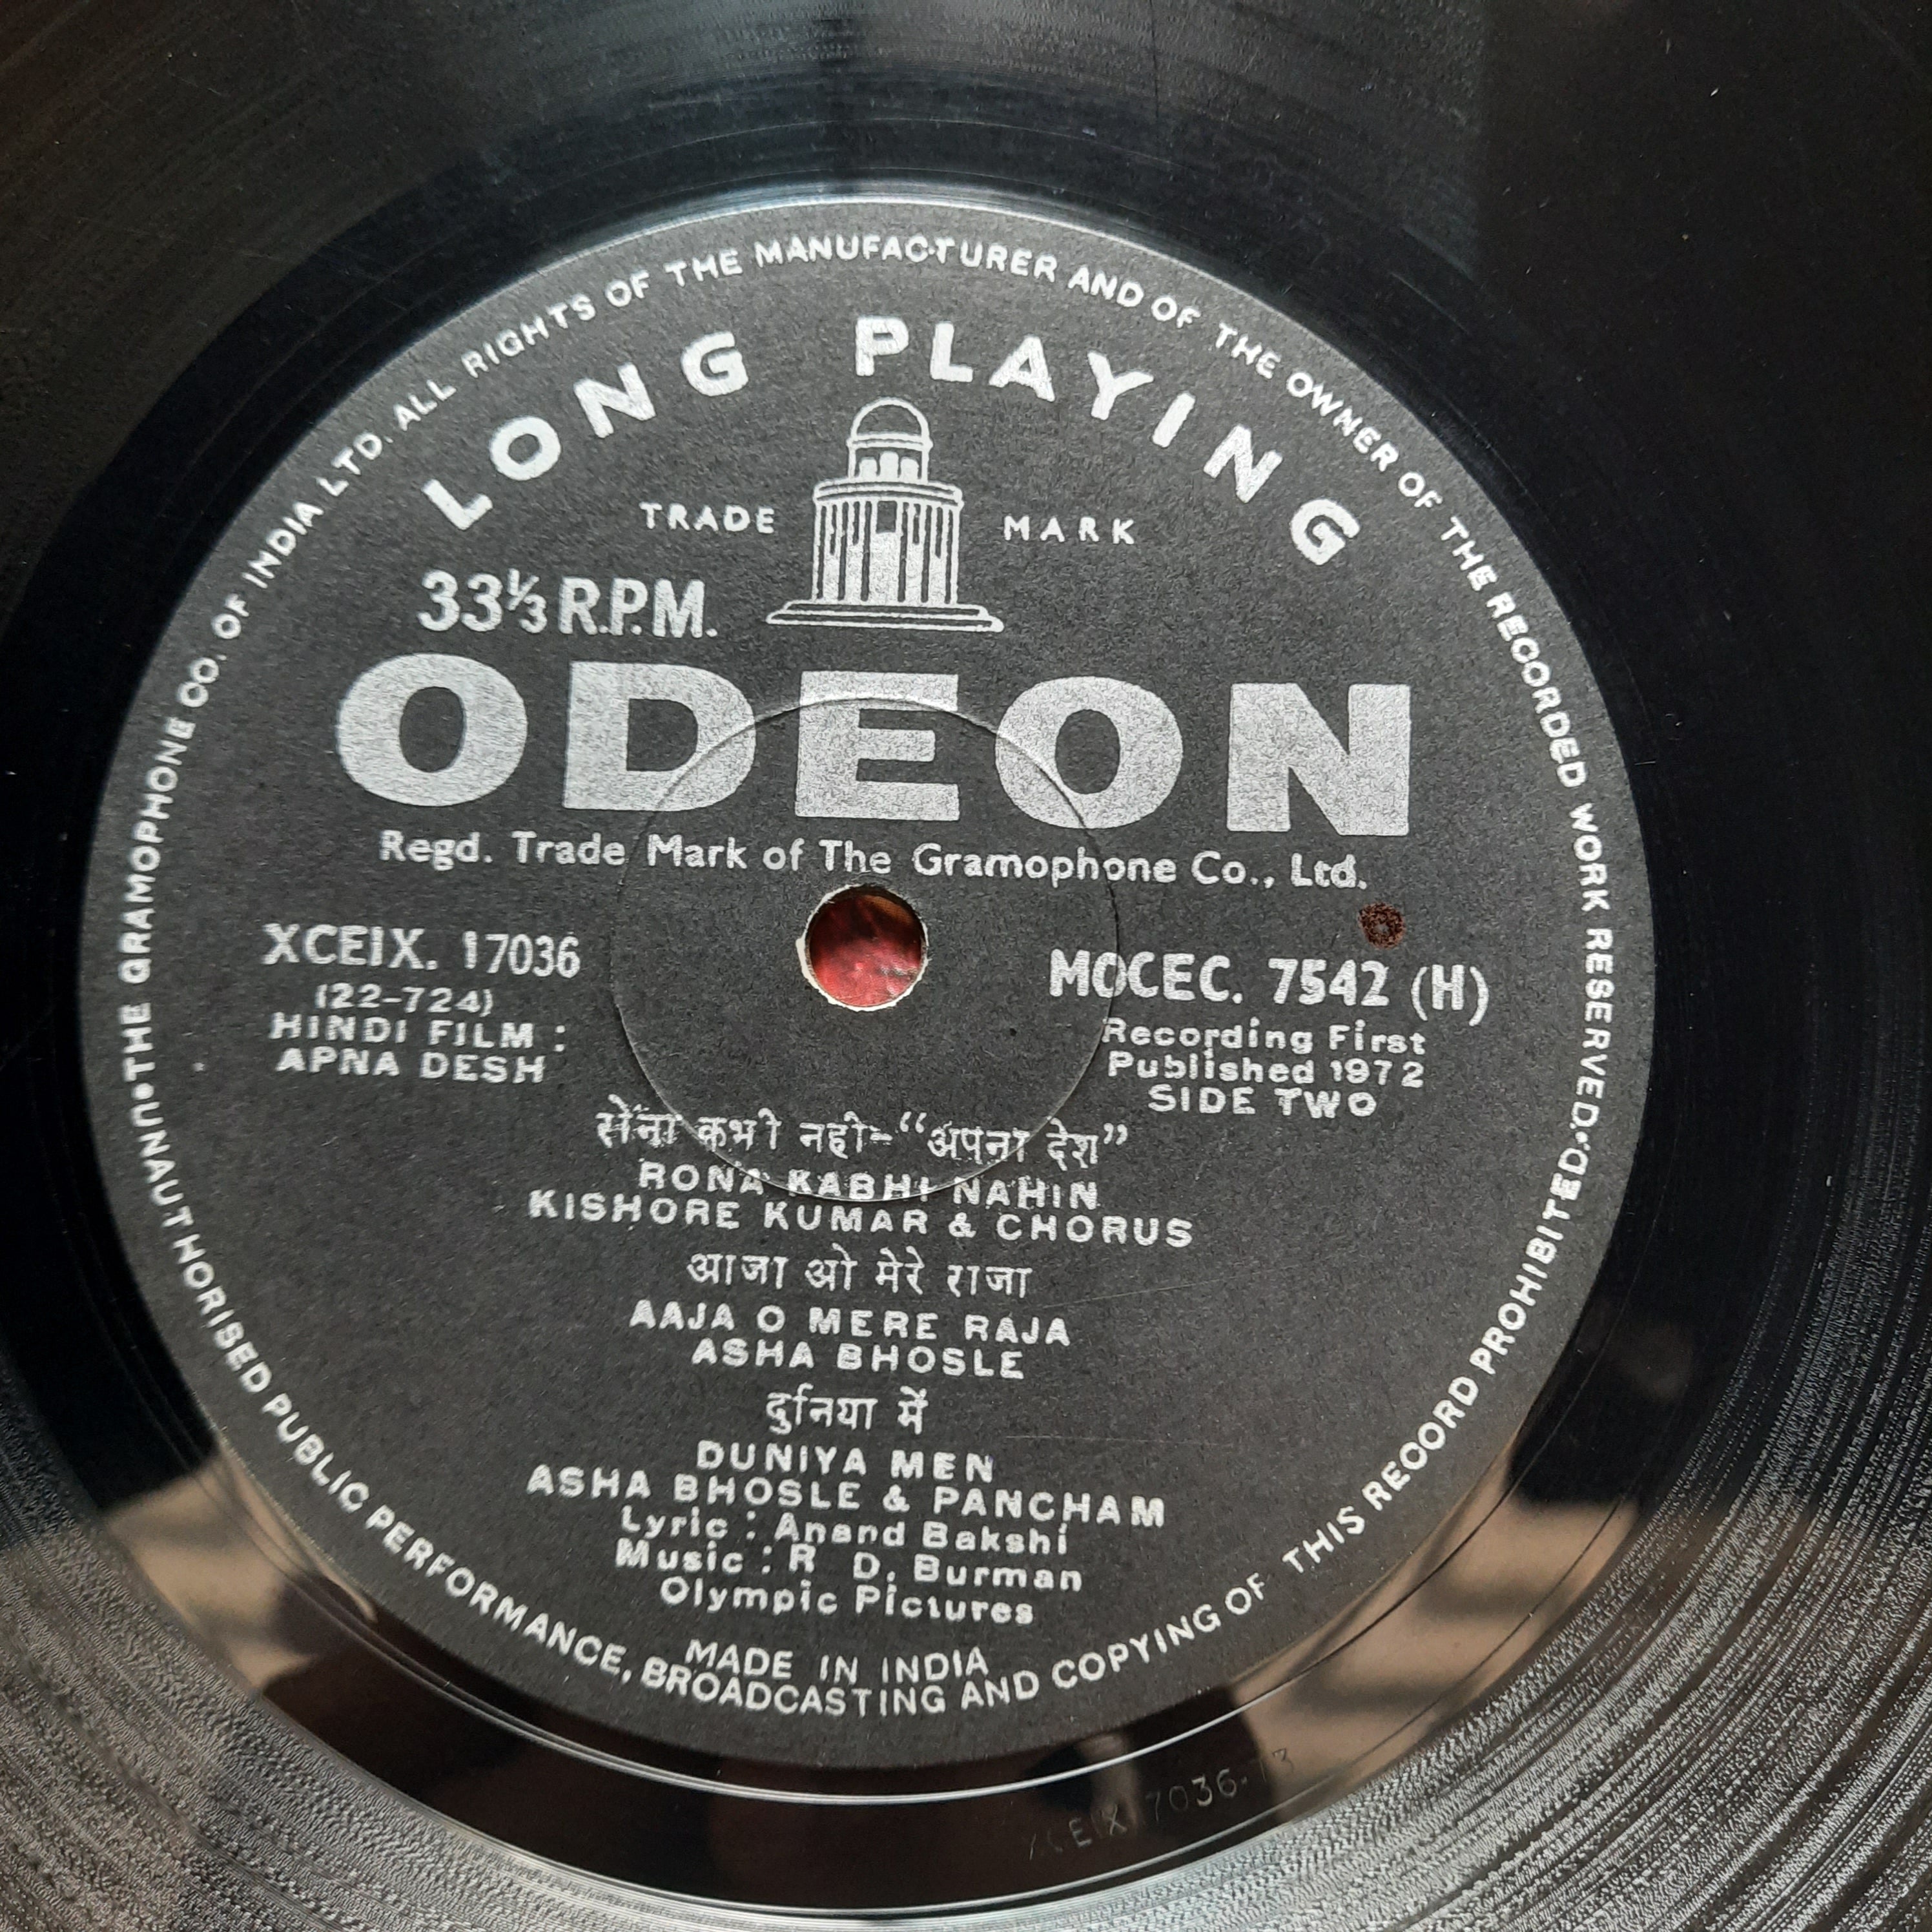 THE GRAMOPHONE CO. OF INDIA LTD. ALL RIGHTS OF THE MANUFACTURER AND OF THE OWNER OF THE RECORDED WORK RESERVED•
LONG PLAYING
TRADE MARK
33⅓ R.P.M.
ODEON
Regd. Trade Mark of The Gramophone Co., Ltd.
XCEIX. 17036
(22-724)
HINDI FILM :
APNA DESH
MOCEC. 7542 (H)
Recording First
Published 1972
SIDE TWO
रोना कभी नही-“अपना देश”
RONA KABHI NAHIN
KISHORE KUMAR & CHORUS
आजा ओ मेरे राजा
AAJA O MERE RAJA
ASHA BHOSLE
दुनिया में
DUNIYA MEN
ASHA BHOSLE & PANCHAM
Lyric : Anand Bakshi
Music : R D. Burman
Olympic Pictures
MADE IN INDIA
UNAUTHORISED PUBLIC PERFORMANCE, BROADCASTING AND COPYING OF THIS RECORD PROHIBITED•